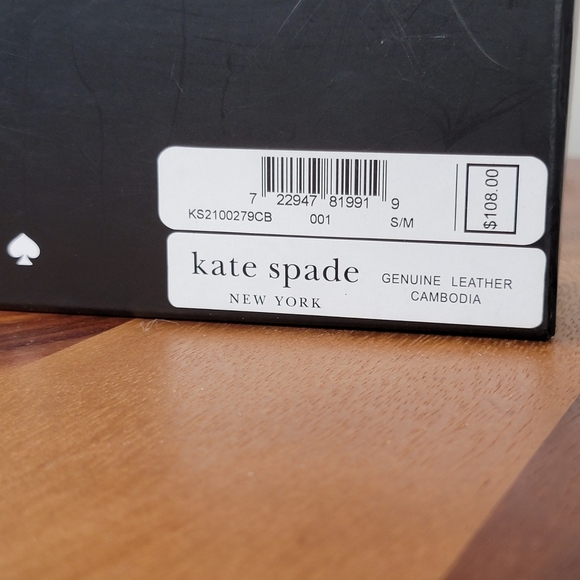 7 22947 81991 9
KS2100279CB 001 S/M
$108.00
kate spade
NEW YORK
GENUINE LEATHER
CAMBODIA